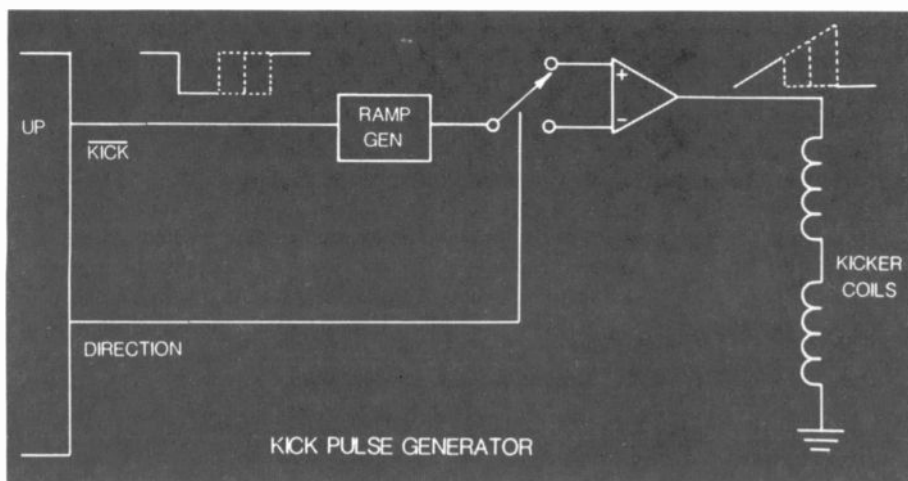 UP
KICK
RAMP
GEN
+
−
KICKER
COILS
DIRECTION
KICK PULSE GENERATOR